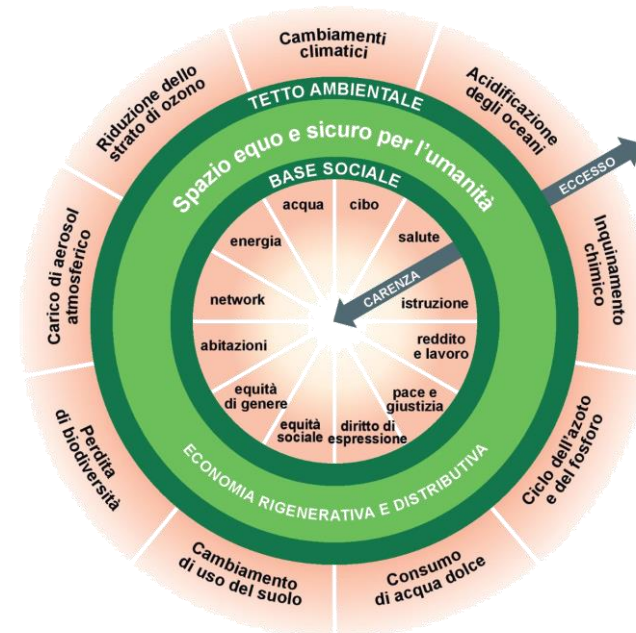 Cambiamenti
climatici
Acidificazione
degli oceani
Inquinamento
chimico
Ciclo dell'azoto
e del fosforo
Consumo
di acqua dolce
Cambiamento
di uso del suolo
Perdita
di biodiversità
Carico di aerosol
atmosferico
Riduzione dello
strato di ozono
TETTO AMBIENTALE
Spazio equo e sicuro per l'umanità
BASE SOCIALE
ECCESSO
CARENZA
acqua
cibo
salute
istruzione
reddito
e lavoro
pace e
giustizia
diritto di
espressione
equità
sociale
equità
di genere
abitazioni
network
energia
ECONOMIA RIGENERATIVA E DISTRIBUTIVA